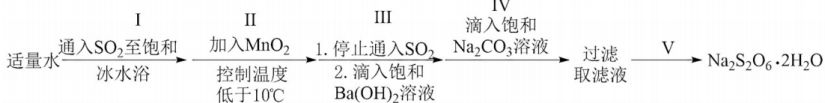 I
II
III
IV
适量水
通入SO₂至饱和
冰水浴
加入MnO₂
控制温度
低于10℃
1.停止通入SO₂
2.滴入饱和
Ba(OH)₂溶液
滴入饱和
Na₂CO₃溶液
过滤
取滤液
V
Na₂S₂O₆·2H₂O